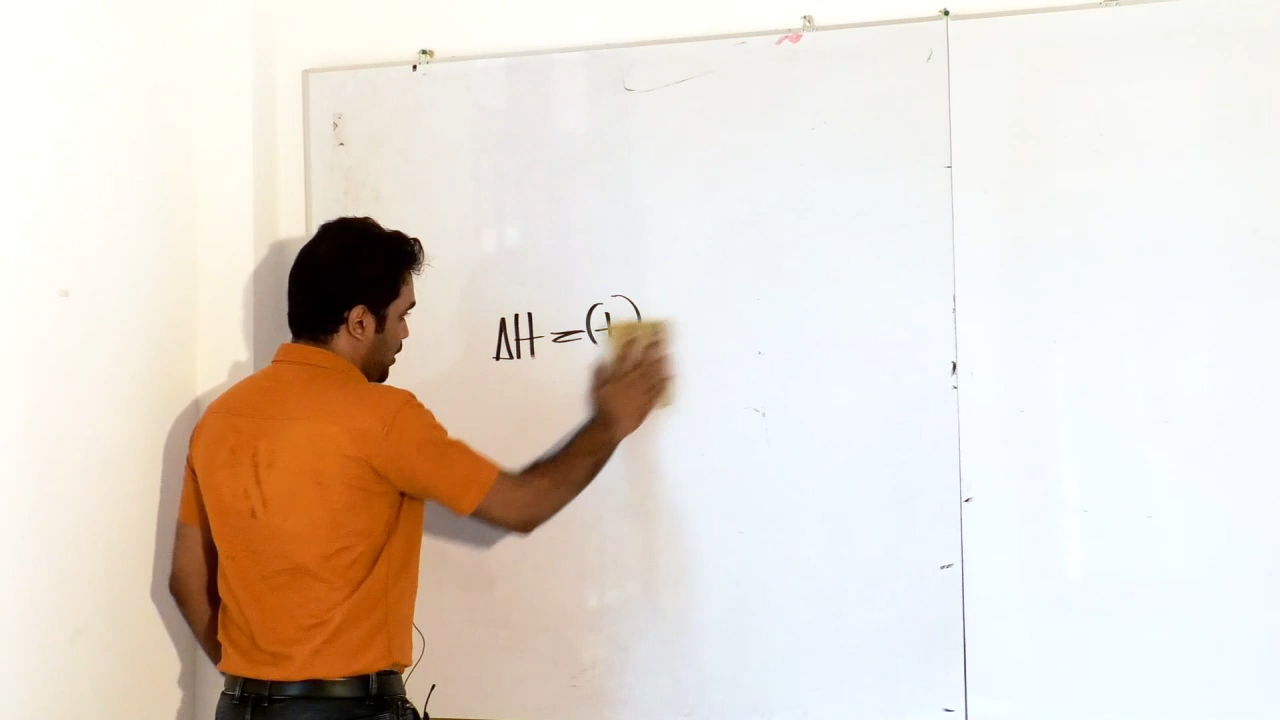 ΔH = (+)